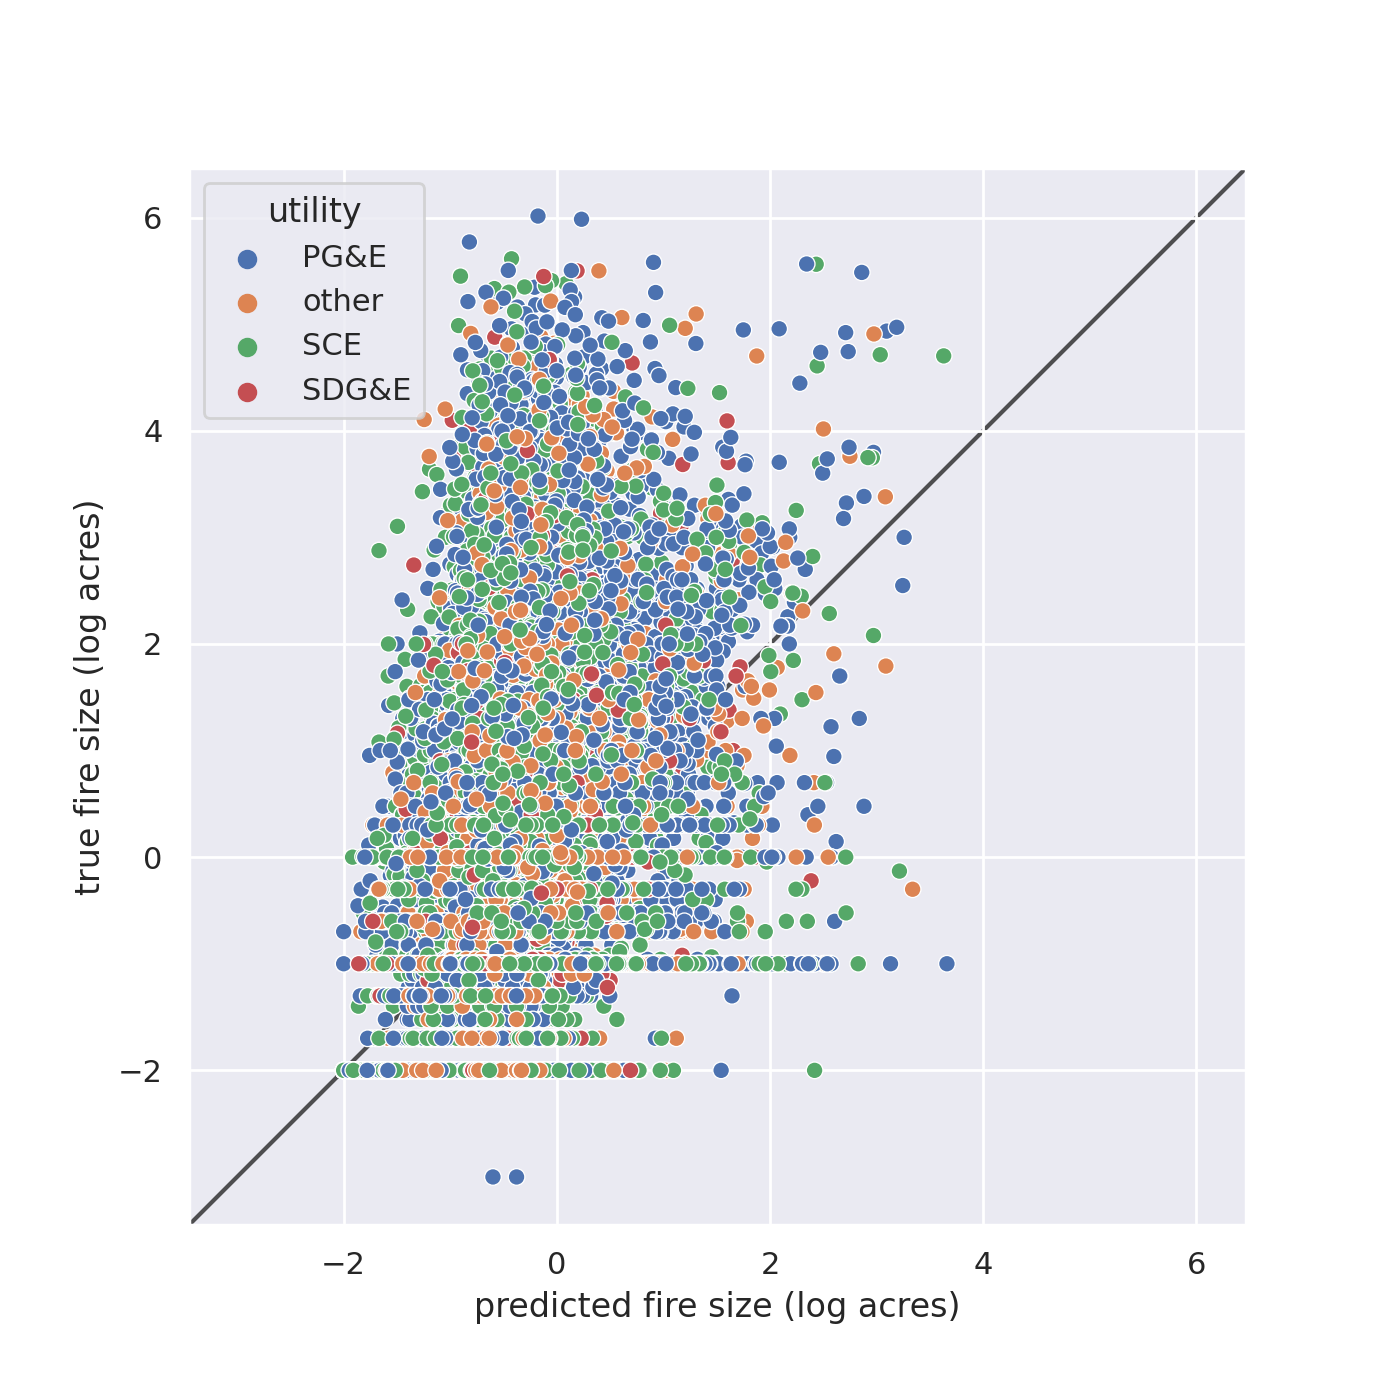 utility
PG&E
other
SCE
SDG&E
6
4
2
0
−2
true fire size (log acres)
−2 0 2 4 6
predicted fire size (log acres)